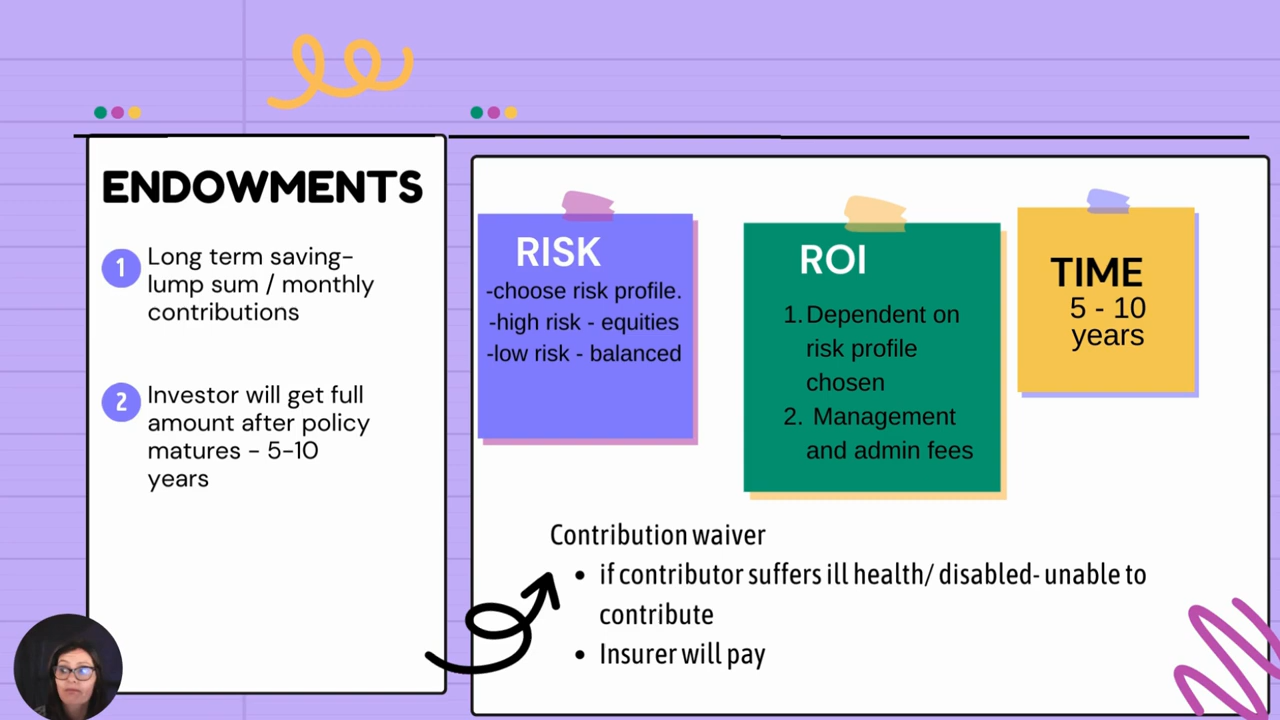 ENDOWMENTS
1 Long term saving-
lump sum / monthly
contributions
2 Investor will get full
amount after policy
matures - 5-10
years
RISK
-choose risk profile.
-high risk - equities
-low risk - balanced
ROI
1. Dependent on
risk profile
chosen
2. Management
and admin fees
TIME
5 - 10
years
Contribution waiver
• if contributor suffers ill health/ disabled- unable to
contribute
• Insurer will pay